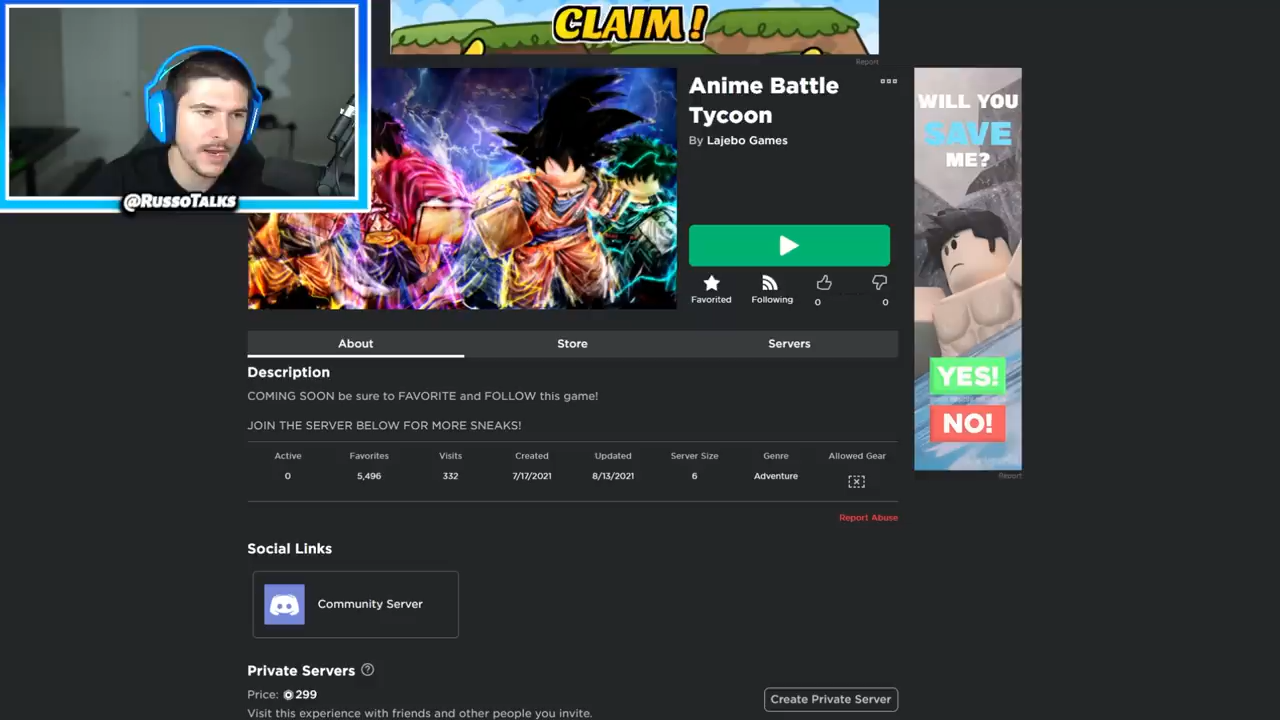 CLAIM!
Report
@RussoTalks
Anime Battle
Tycoon
By Lajebo Games
Favorited
Following
0
0
WILL YOU
SAVE
ME?
YES!
NO!
Report
About
Store
Servers
Description
COMING SOON be sure to FAVORITE and FOLLOW this game!
JOIN THE SERVER BELOW FOR MORE SNEAKS!
Active Favorites Visits Created Updated Server Size Genre Allowed Gear
0 5,496 332 7/17/2021 8/13/2021 6 Adventure
Report Abuse
Social Links
Community Server
Private Servers
Price: 299
Create Private Server
Visit this experience with friends and other people you invite.